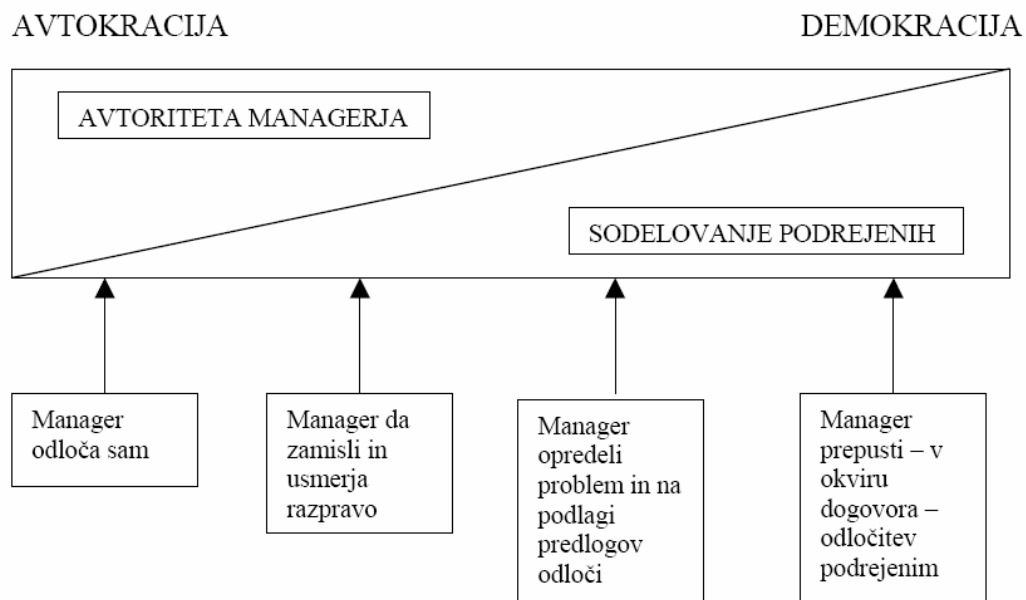 AVTOKRACIJA
DEMOKRACIJA
AVTORITETA MANAGERJA
SODELOVANJE PODREJENIH
Manager
odloča sam
Manager da
zamisli in
usmerja
razpravo
Manager
opredeli
problem in na
podlagi
predlogov
odloči
Manager
prepusti – v
okviru
dogovora –
odločitev
podrejenim